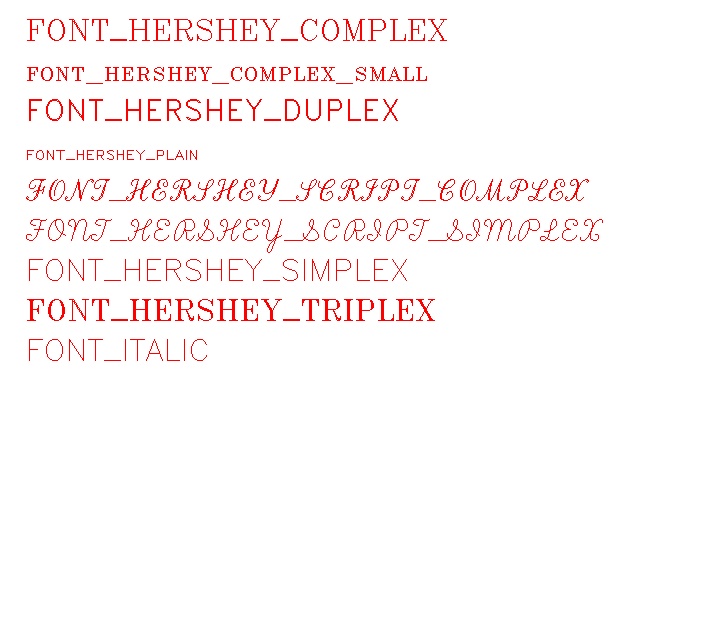 FONT_HERSHEY_COMPLEX
FONT_HERSHEY_COMPLEX_SMALL
FONT_HERSHEY_DUPLEX
FONT_HERSHEY_PLAIN
FONT_HERSHEY_SCRIPT_COMPLEX
FONT_HERSHEY_SCRIPT_SIMPLEX
FONT_HERSHEY_SIMPLEX
FONT_HERSHEY_TRIPLEX
FONT_ITALIC